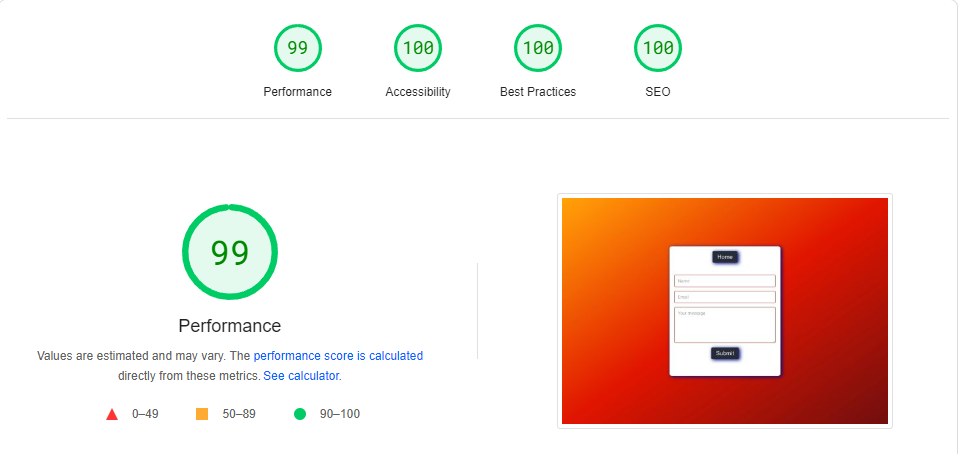 99 100 100 100
Performance Accessibility Best Practices SEO
99
Performance
Values are estimated and may vary. The performance score is calculated
directly from these metrics. See calculator.
0–49 50–89 90–100
Home
Name
Email
Your message
Submit